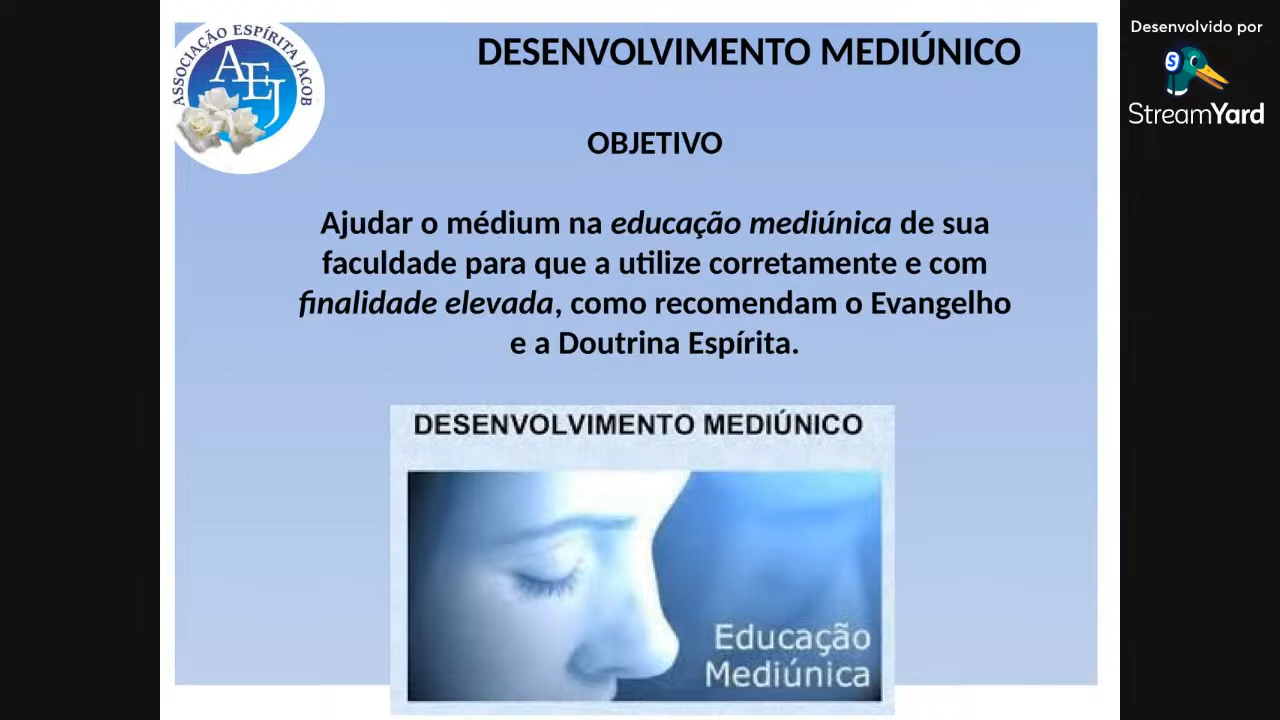 ASSOCIAÇÃO ESPÍRITA JACOB
AEJ
DESENVOLVIMENTO MEDIÚNICO
OBJETIVO
Ajudar o médium na educação mediúnica de sua
faculdade para que a utilize corretamente e com
finalidade elevada, como recomendam o Evangelho
e a Doutrina Espírita.
DESENVOLVIMENTO MEDIÚNICO
Educação
Mediúnica
Desenvolvido por
S
StreamYard